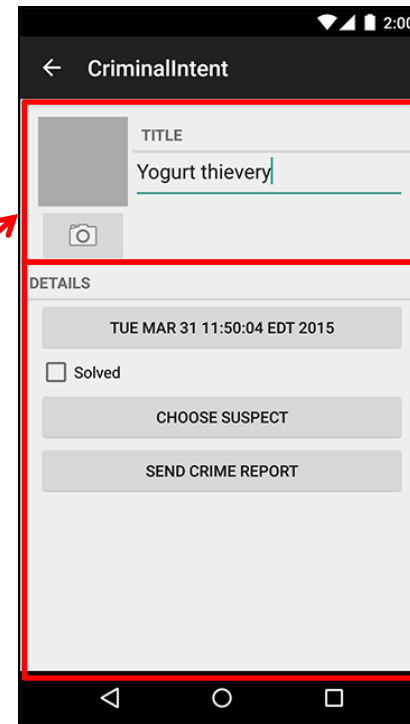 2:00
CriminalIntent
TITLE
Yogurt thievery
DETAILS
TUE MAR 31 11:50:04 EDT 2015
Solved
CHOOSE SUSPECT
SEND CRIME REPORT